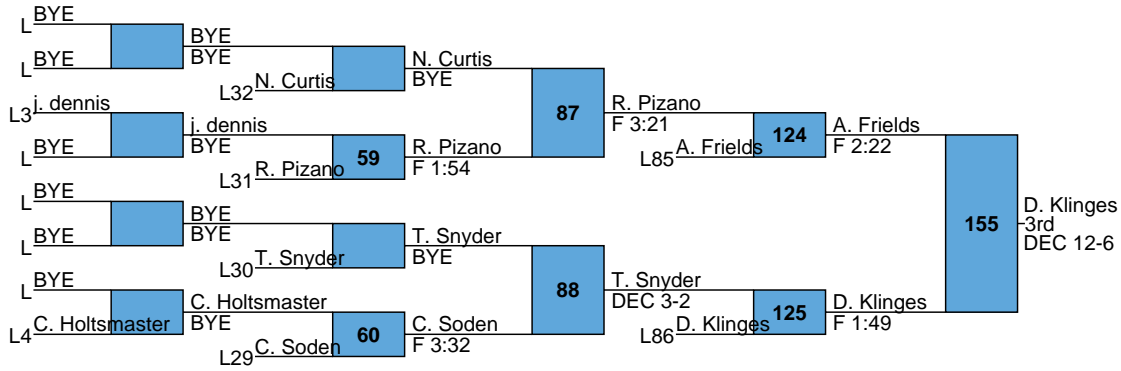 L BYE
BYE
BYE
L BYE
L32 N. Curtis
N. Curtis
BYE
L3 j. dennis
j. dennis
BYE
L BYE
59
L31 R. Pizano
R. Pizano
F 1:54
87
R. Pizano
F 3:21
L85 A. Frields
124
A. Frields
F 2:22
L BYE
BYE
BYE
L BYE
L30 T. Snyder
T. Snyder
BYE
L BYE
C. Holtsmaster
BYE
L4 C. Holtsmaster
60
L29 C. Soden
C. Soden
F 3:32
88
T. Snyder
DEC 3-2
L86 D. Klinges
125
D. Klinges
F 1:49
155
D. Klinges
3rd
DEC 12-6